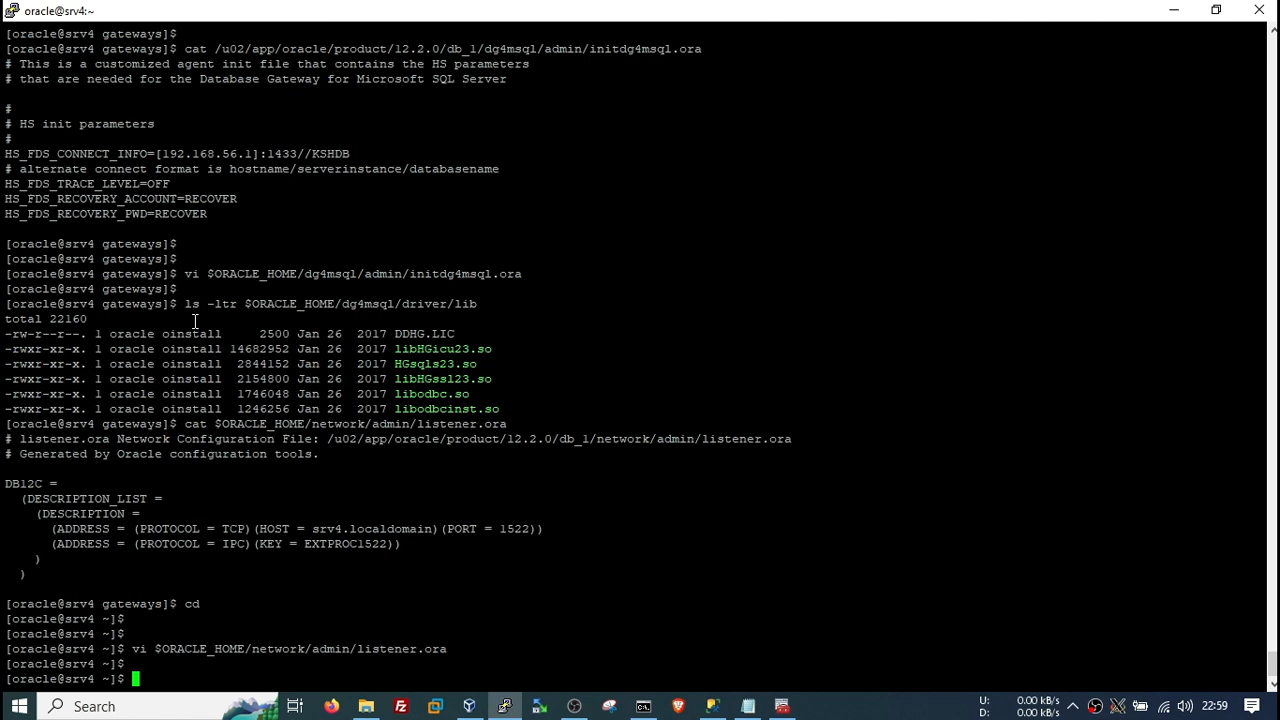 oracle@srv4:~
[oracle@srv4 gateways]$
[oracle@srv4 gateways]$ cat /u02/app/oracle/product/12.2.0/db_1/dg4msql/admin/initdg4msql.ora
# This is a customized agent init file that contains the HS parameters
# that are needed for the Database Gateway for Microsoft SQL Server
#
# HS init parameters
#
HS_FDS_CONNECT_INFO=[192.168.56.1]:1433//KSHDB
# alternate connect format is hostname/serverinstance/databasename
HS_FDS_TRACE_LEVEL=OFF
HS_FDS_RECOVERY_ACCOUNT=RECOVER
HS_FDS_RECOVERY_PWD=RECOVER
[oracle@srv4 gateways]$
[oracle@srv4 gateways]$
[oracle@srv4 gateways]$ vi $ORACLE_HOME/dg4msql/admin/initdg4msql.ora
[oracle@srv4 gateways]$
[oracle@srv4 gateways]$ ls -ltr $ORACLE_HOME/dg4msql/driver/lib
total 22160
-rw-r--r--. 1 oracle oinstall     2500 Jan 26  2017 DDHG.LIC
-rwxr-xr-x. 1 oracle oinstall 14682952 Jan 26  2017 libHGicu23.so
-rwxr-xr-x. 1 oracle oinstall  2844152 Jan 26  2017 HGsqls23.so
-rwxr-xr-x. 1 oracle oinstall  2154800 Jan 26  2017 libHGssl23.so
-rwxr-xr-x. 1 oracle oinstall  1746048 Jan 26  2017 libodbc.so
-rwxr-xr-x. 1 oracle oinstall  1246256 Jan 26  2017 libodbcinst.so
[oracle@srv4 gateways]$ cat $ORACLE_HOME/network/admin/listener.ora
# listener.ora Network Configuration File: /u02/app/oracle/product/12.2.0/db_1/network/admin/listener.ora
# Generated by Oracle configuration tools.
DB12C =
  (DESCRIPTION_LIST =
    (DESCRIPTION =
      (ADDRESS = (PROTOCOL = TCP)(HOST = srv4.localdomain)(PORT = 1522))
      (ADDRESS = (PROTOCOL = IPC)(KEY = EXTPROC1522))
    )
  )
[oracle@srv4 gateways]$ cd
[oracle@srv4 ~]$
[oracle@srv4 ~]$
[oracle@srv4 ~]$ vi $ORACLE_HOME/network/admin/listener.ora
[oracle@srv4 ~]$
[oracle@srv4 ~]$
Search
U: 0.00 kB/s
D: 0.00 kB/s
22:59